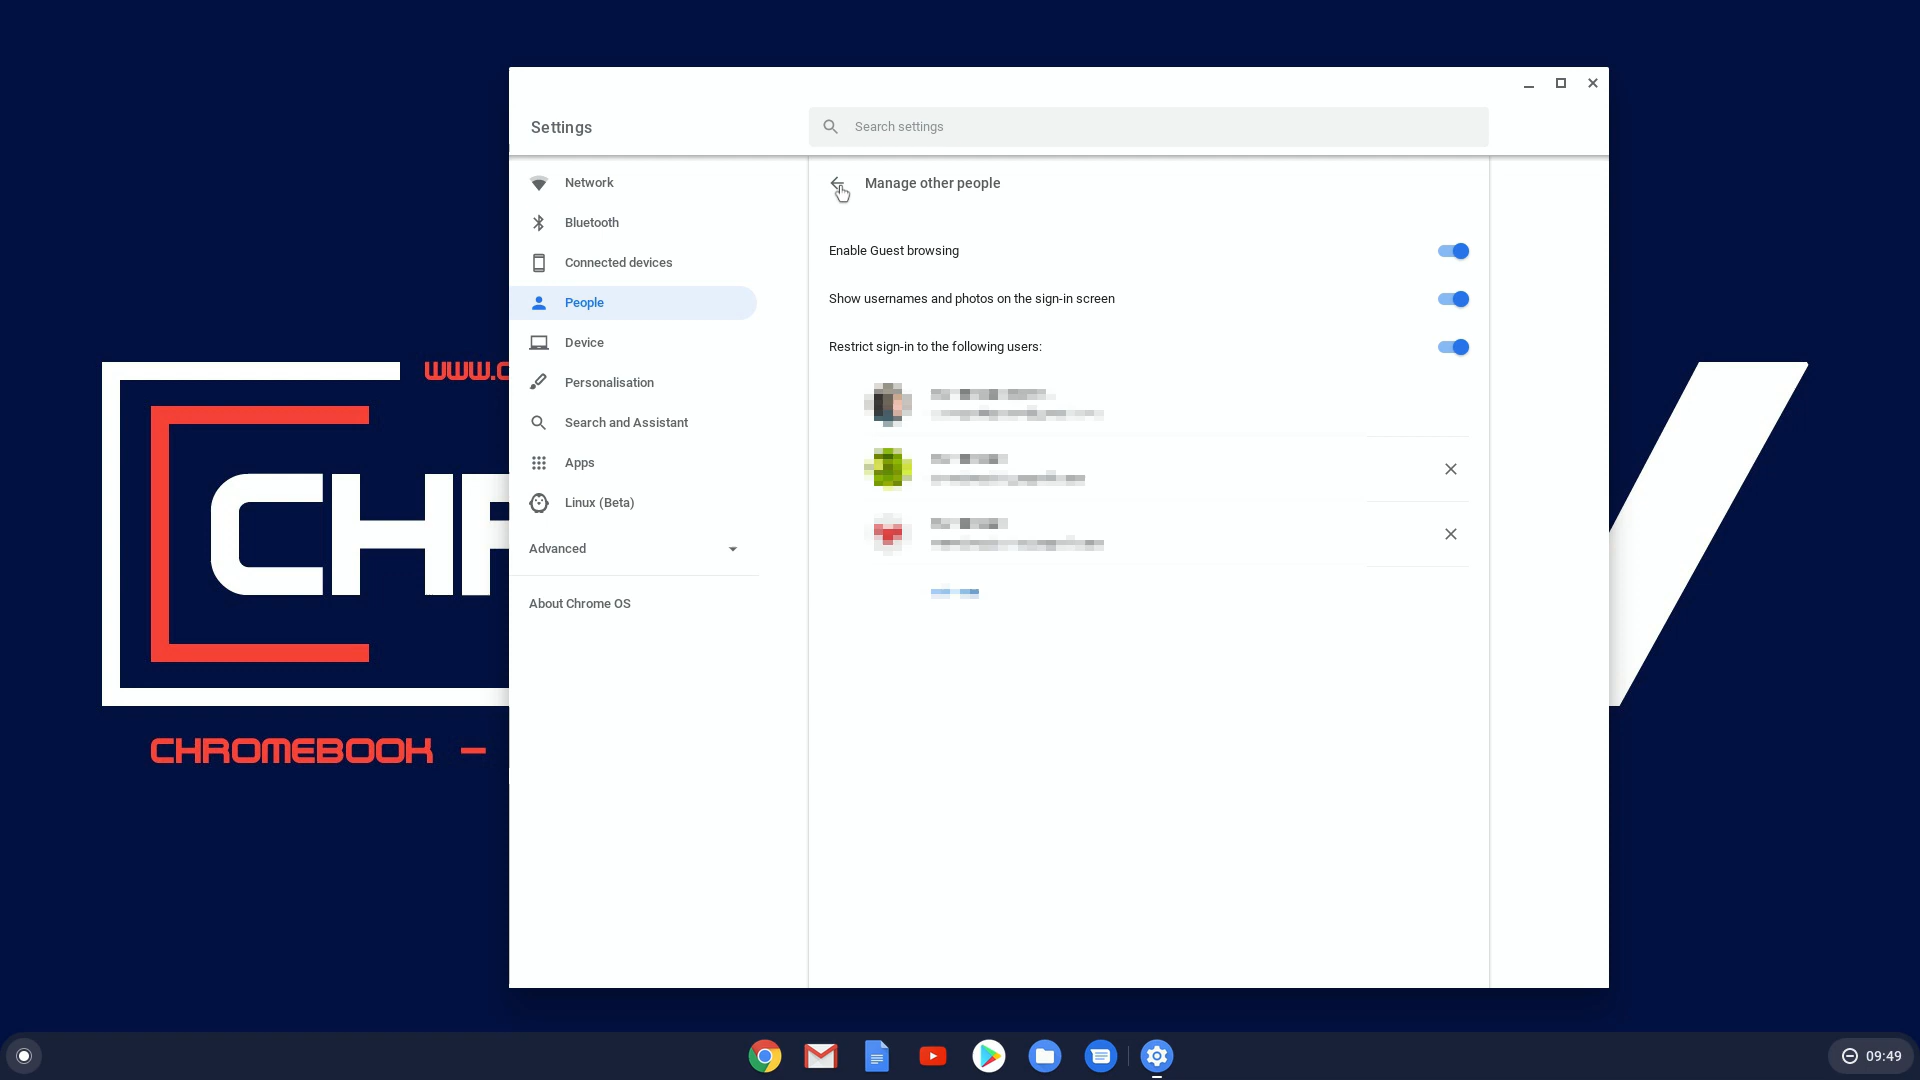 Settings
Search settings
Network
Bluetooth
Connected devices
People
Device
Personalisation
Search and Assistant
Apps
Linux (Beta)
Advanced
About Chrome OS
Manage other people
Enable Guest browsing
Show usernames and photos on the sign-in screen
Restrict sign-in to the following users:
WWW.
CH
CHROMEBOOK –
09:49